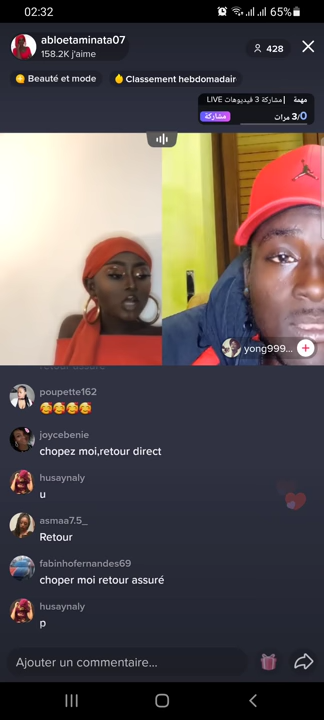 02:32
65%
abloetaminata07
158.2K j'aime
428
Beauté et mode
Classement hebdomadair
مهمة | مشاركة 3 فيديوهات LIVE
مشاركة
3/0 مرات
yong999...
poupette162
joycebenie
chopez moi,retour direct
husaynaly
u
asmaa7.5_
Retour
fabinhofernandes69
choper moi retour assuré
husaynaly
p
Ajouter un commentaire...